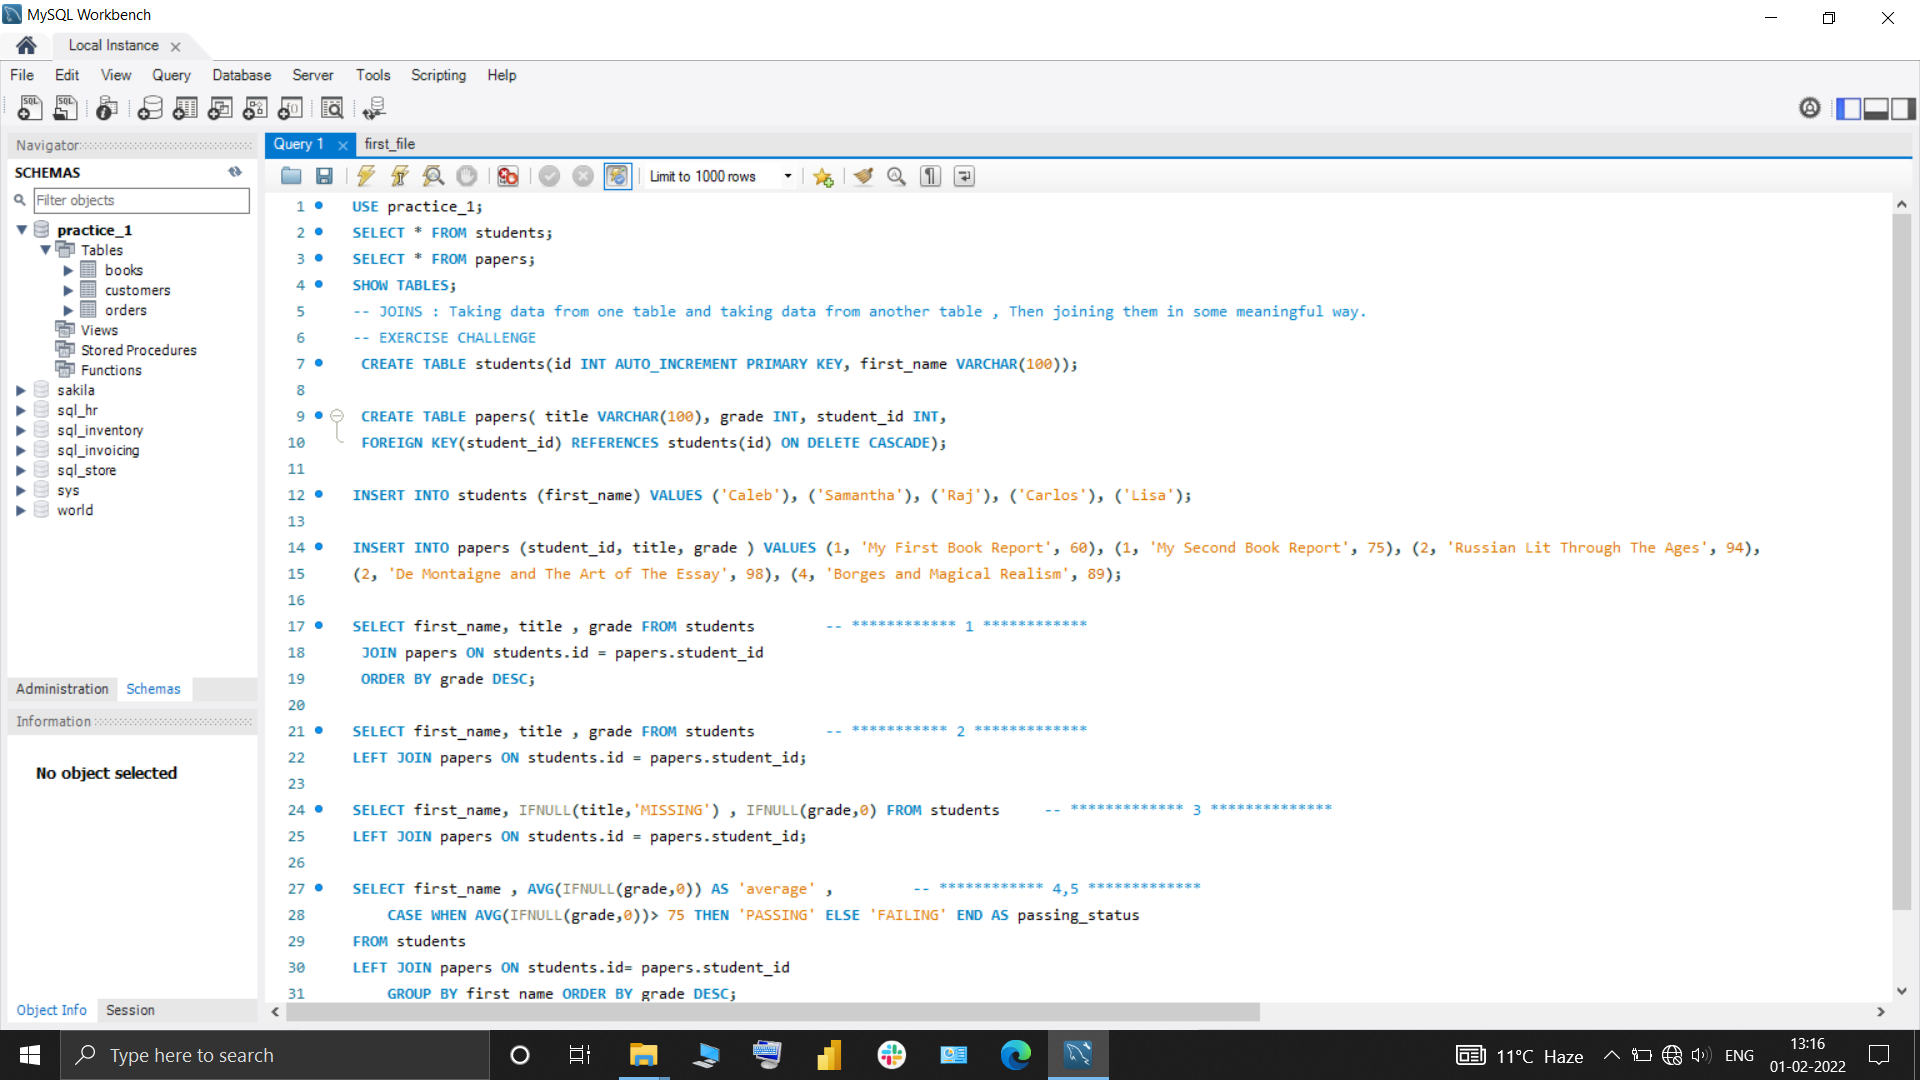 MySQL Workbench
Local Instance
File Edit View Query Database Server Tools Scripting Help
Navigator
SCHEMAS
Filter objects
practice_1
Tables
books
customers
orders
Views
Stored Procedures
Functions
sakila
sql_hr
sql_inventory
sql_invoicing
sql_store
sys
world
Administration Schemas
Information
No object selected
Object Info Session
Query 1 first_file
Limit to 1000 rows
1 USE practice_1;
2 SELECT * FROM students;
3 SELECT * FROM papers;
4 SHOW TABLES;
5 -- JOINS : Taking data from one table and taking data from another table , Then joining them in some meaningful way.
6 -- EXERCISE CHALLENGE
7 CREATE TABLE students(id INT AUTO_INCREMENT PRIMARY KEY, first_name VARCHAR(100));
8
9 CREATE TABLE papers( title VARCHAR(100), grade INT, student_id INT,
10 FOREIGN KEY(student_id) REFERENCES students(id) ON DELETE CASCADE);
11
12 INSERT INTO students (first_name) VALUES ('Caleb'), ('Samantha'), ('Raj'), ('Carlos'), ('Lisa');
13
14 INSERT INTO papers (student_id, title, grade ) VALUES (1, 'My First Book Report', 60), (1, 'My Second Book Report', 75), (2, 'Russian Lit Through The Ages', 94),
15 (2, 'De Montaigne and The Art of The Essay', 98), (4, 'Borges and Magical Realism', 89);
16
17 SELECT first_name, title , grade FROM students -- ************ 1 ************
18 JOIN papers ON students.id = papers.student_id
19 ORDER BY grade DESC;
20
21 SELECT first_name, title , grade FROM students -- *********** 2 *************
22 LEFT JOIN papers ON students.id = papers.student_id;
23
24 SELECT first_name, IFNULL(title,'MISSING') , IFNULL(grade,0) FROM students -- ************* 3 **************
25 LEFT JOIN papers ON students.id = papers.student_id;
26
27 SELECT first_name , AVG(IFNULL(grade,0)) AS 'average' , -- ************ 4,5 *************
28 CASE WHEN AVG(IFNULL(grade,0))> 75 THEN 'PASSING' ELSE 'FAILING' END AS passing_status
29 FROM students
30 LEFT JOIN papers ON students.id= papers.student_id
31 GROUP BY first_name ORDER BY grade DESC;
Type here to search
11°C Haze
ENG
13:16
01-02-2022